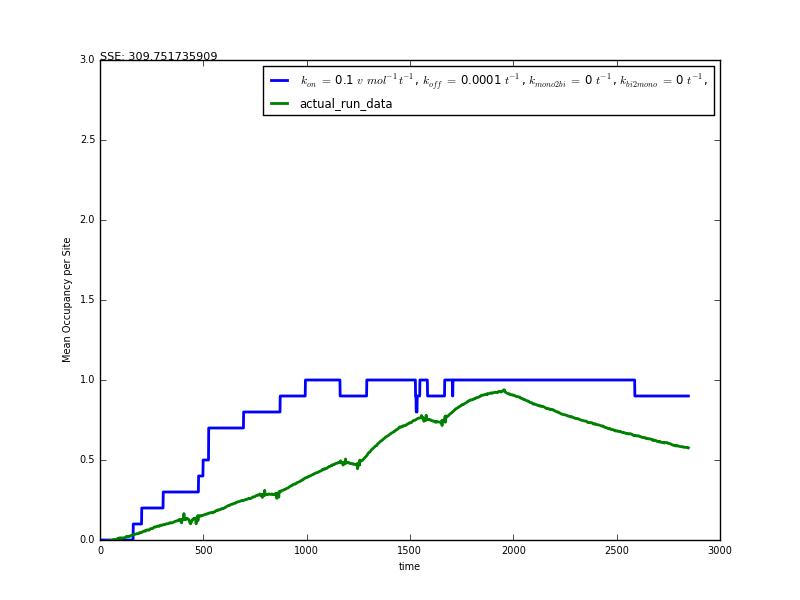 SSE: 309.751735909
3.0
2.5
2.0
1.5
1.0
0.5
0.0
Mean Occupancy per Site
k_on = 0.1 v mol^−1 t^−1, k_off = 0.0001 t^−1, k_mono2bi = 0 t^−1, k_bi2mono = 0 t^−1,
actual_run_data
0 500 1000 1500 2000 2500 3000
time